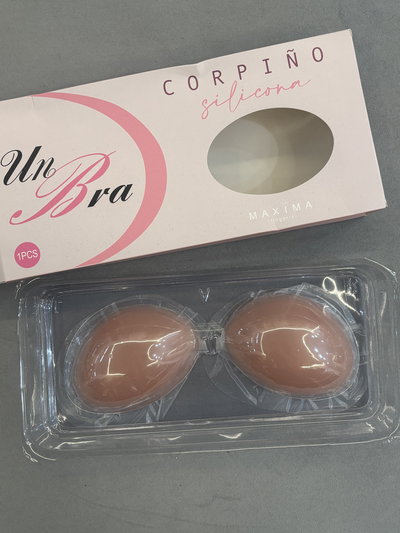 CORPIÑO
silicona
Un
Bra
MAXIMA
1PCS